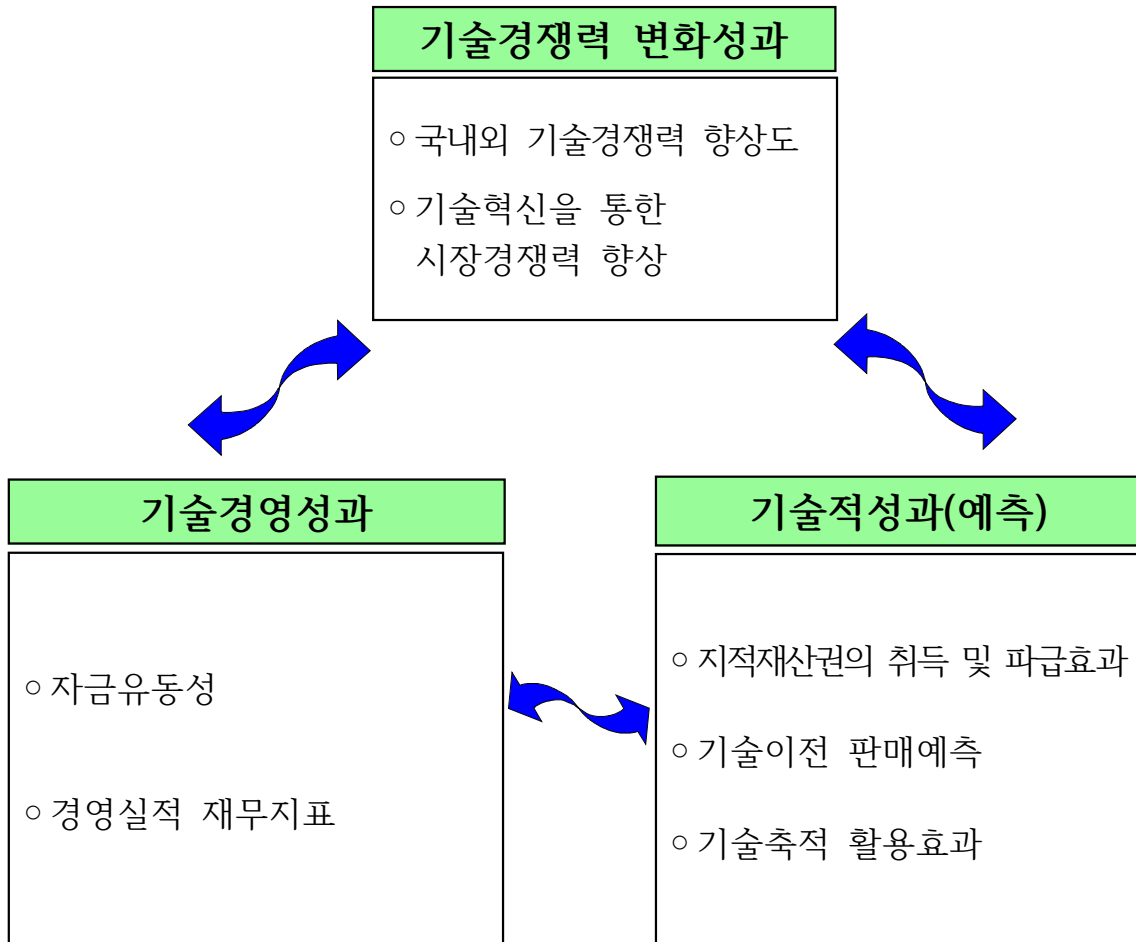 기술경쟁력 변화성과
○ 국내외 기술경쟁력 향상도
○ 기술혁신을 통한
시장경쟁력 향상
기술경영성과
○ 자금유동성
○ 경영실적 재무지표
기술적성과(예측)
○ 지적재산권의 취득 및 파급효과
○ 기술이전 판매예측
○ 기술축적 활용효과